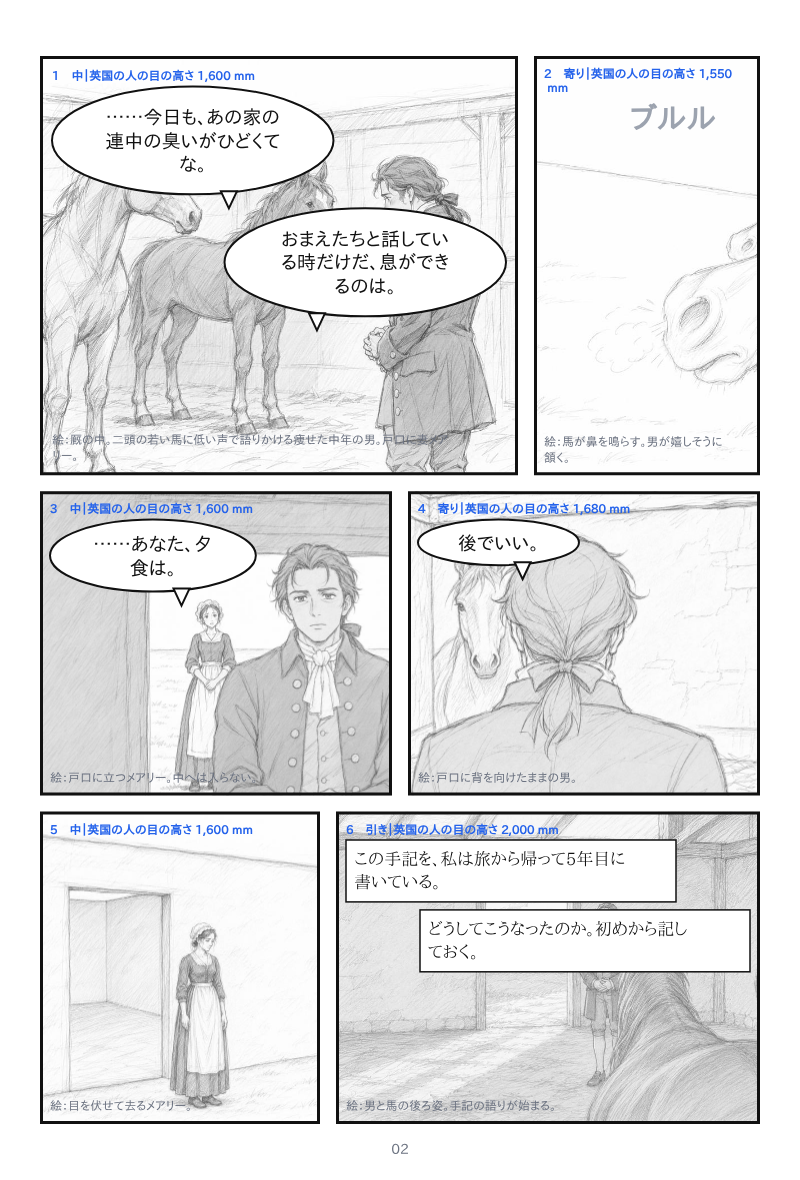 1　中|英国の人の目の高さ1,600 mm
……今日も、あの家の
連中の臭いがひどくて
な。
おまえたちと話してい
る時だけだ、息ができ
るのは。
絵：厩の中。二頭の若い馬に低い声で語りかける痩せた中年の男。戸口に
リー。
2　寄り|英国の人の目の高さ1,550
mm
ブルル
絵：馬が鼻を鳴らす。男が嬉しそうに
頷く。
3　中|英国の人の目の高さ1,600 mm
……あなた、夕
食は。
絵：戸口に立つメアリー。中へは入らない。
4　寄り|英国の人の目の高さ1,680 mm
後でいい。
絵：戸口に背を向けたままの男。
5　中|英国の人の目の高さ1,600 mm
絵：目を伏せて去るメアリー。
6　引き|英国の人の目の高さ2,000 mm
この手記を、私は旅から帰って5年目に
書いている。
どうしてこうなったのか。初めから記し
ておく。
絵：男と馬の後ろ姿。手記の語りが始まる。
02